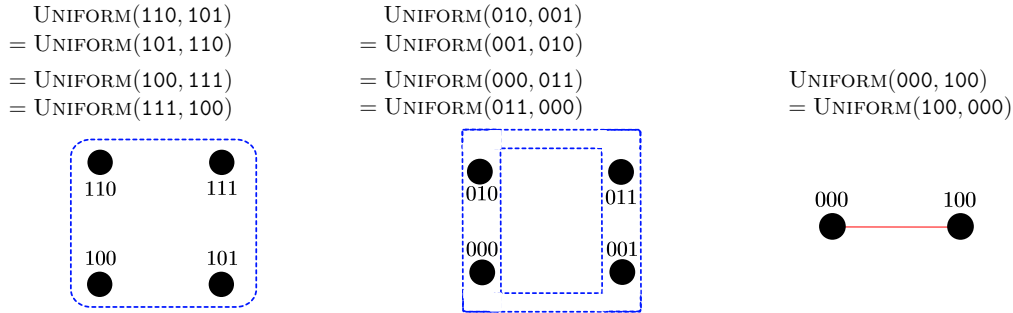 UNIFORM(110, 101)
= UNIFORM(101, 110)
= UNIFORM(100, 111)
= UNIFORM(111, 100)
110 111
100 101
UNIFORM(010, 001)
= UNIFORM(001, 010)
= UNIFORM(000, 011)
= UNIFORM(011, 000)
010 011
000 001
UNIFORM(000, 100)
= UNIFORM(100, 000)
000 100